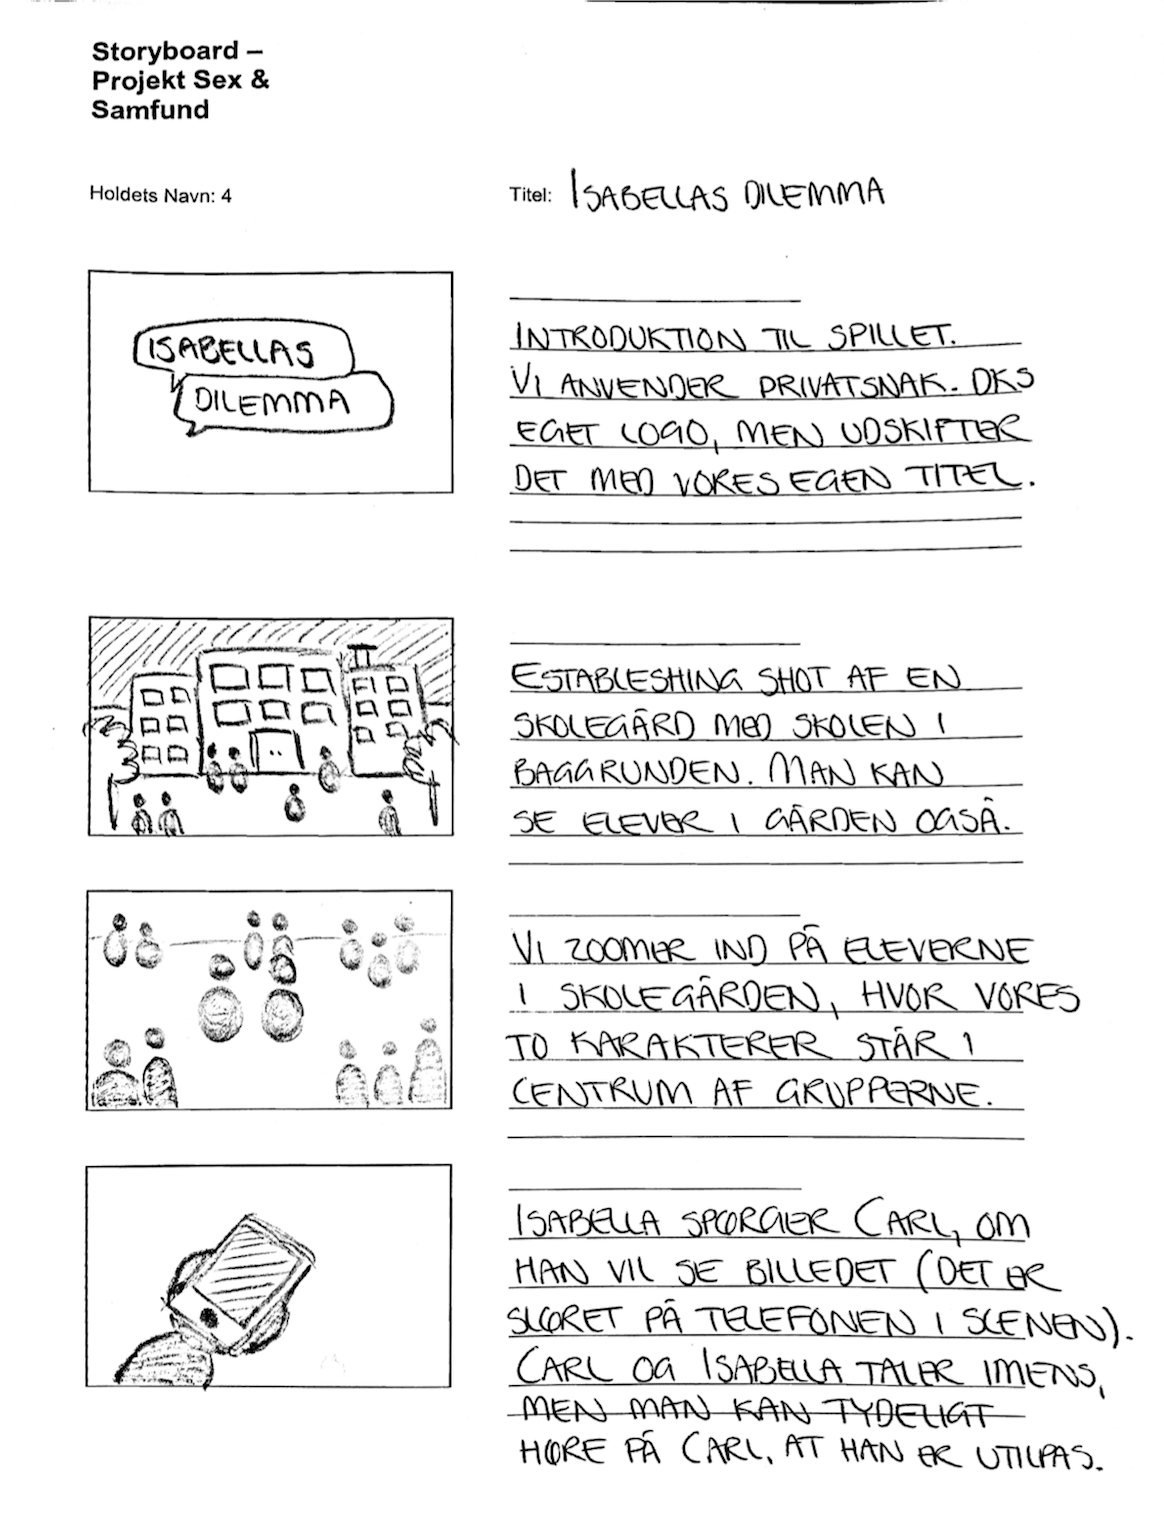 Storyboard –
Projekt Sex &
Samfund
Holdets Navn: 4
Titel: ISABELLAS DILEMMA
ISABELLAS
DILEMMA
INTRODUKTION TIL SPILLET.
VI ANVENDER PRIVATSNAK.DKS
EGET LOGO, MEN UDSKIFTER
DET MED VORES EGEN TITEL.
ESTABLESHING SHOT AF EN
SKOLEGÅRD MED SKOLEN I
BAGGRUNDEN. MAN KAN
SE ELEVER I GÅRDEN OGSÅ.
VI ZOOMER IND PÅ ELEVERNE
I SKOLEGÅRDEN, HVOR VORES
TO KARAKTERER STÅR I
CENTRUM AF GRUPPERNE.
ISABELLA SPØRGER CARL, OM
HAN VIL SE BILLEDET (DET ER
SLØRET PÅ TELEFONEN I SCENEN).
CARL OG ISABELLA TALER IMENS,
MEN MAN KAN TYDELIGT
HØRE PÅ CARL, AT HAN ER UTILPAS.